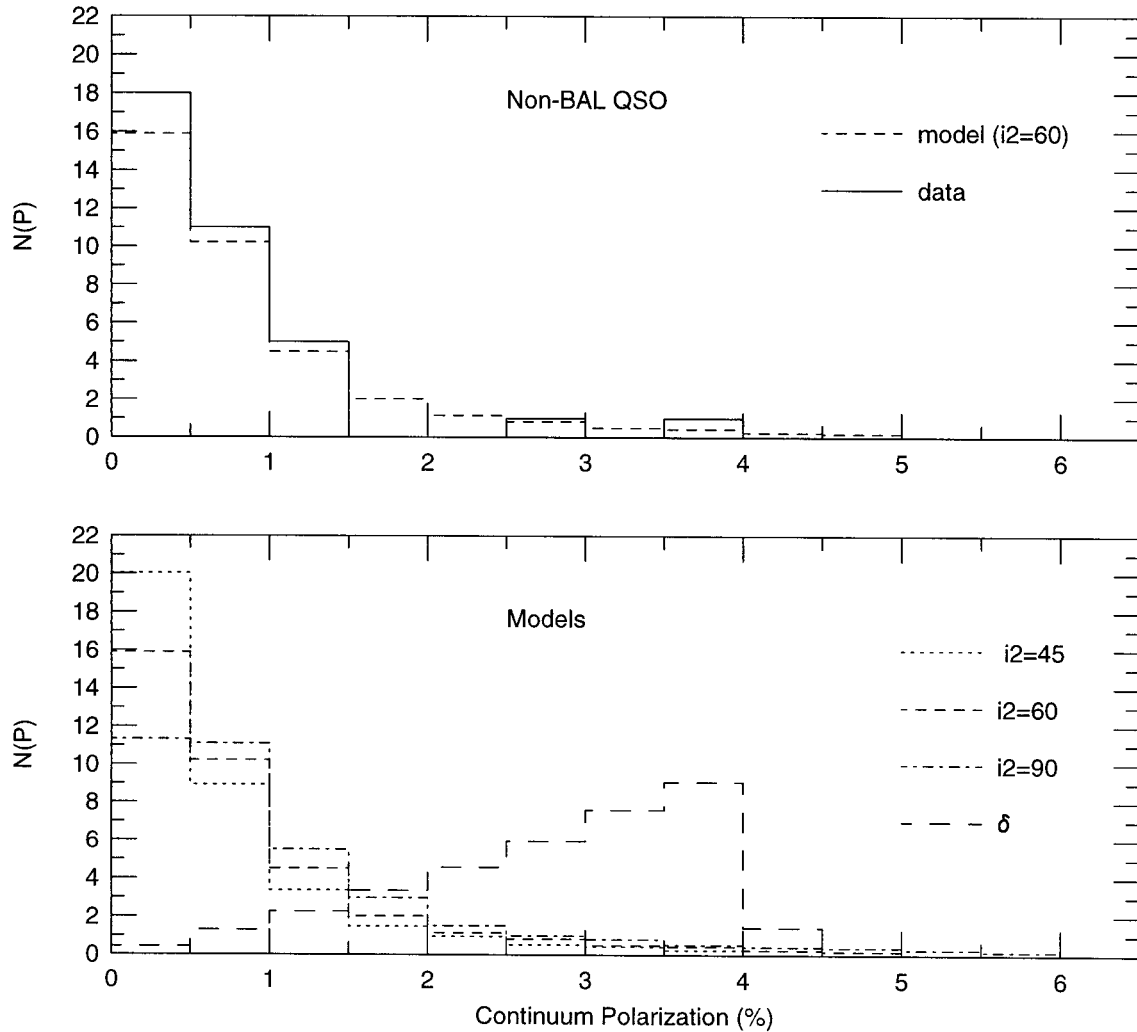 22
20
18
16
14
12
10
8
6
4
2
0
N(P)
Non-BAL QSO
model (i2=60)
data
0 1 2 3 4 5 6
22
20
18
16
14
12
10
8
6
4
2
0
N(P)
Models
i2=45
i2=60
i2=90
δ
0 1 2 3 4 5 6
Continuum Polarization (%)